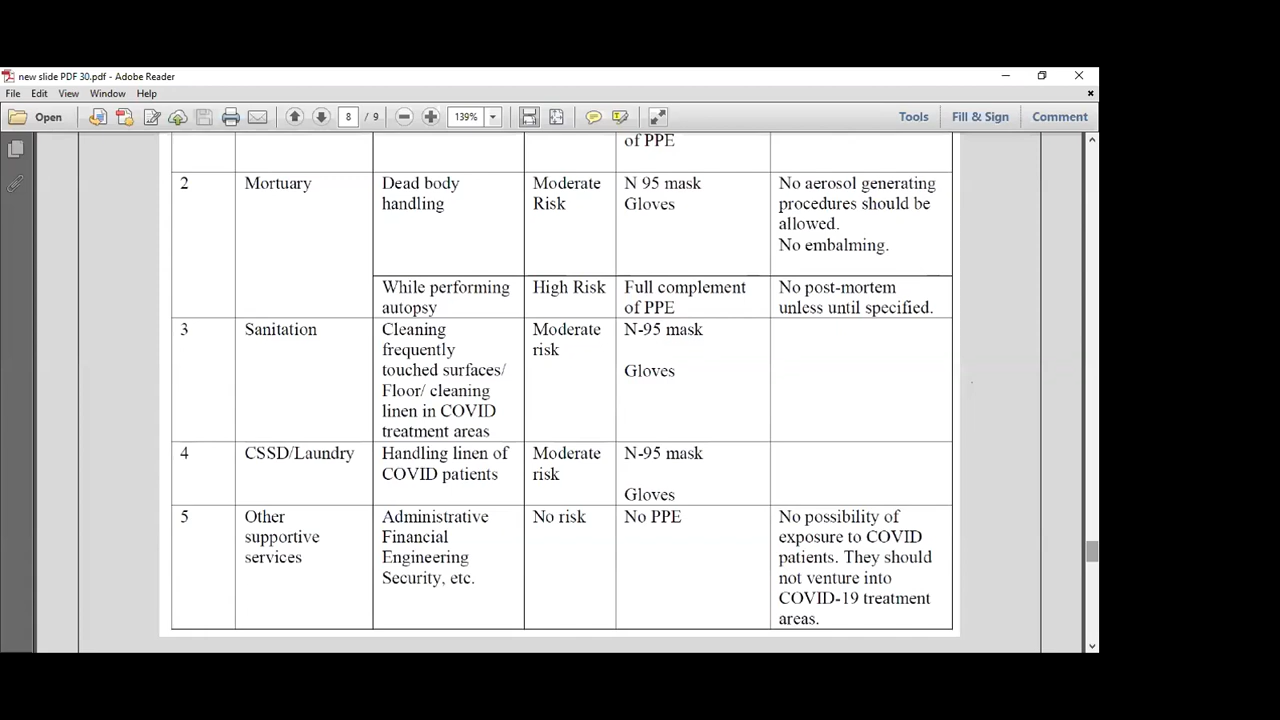 new slide PDF 30.pdf - Adobe Reader
File Edit View Window Help
Open 8 / 9 139% Tools Fill & Sign Comment
of PPE
2 Mortuary Dead body Moderate N 95 mask No aerosol generating
handling Risk Gloves procedures should be
allowed.
No embalming.
While performing High Risk Full complement No post-mortem
autopsy of PPE unless until specified.
3 Sanitation Cleaning Moderate N-95 mask
frequently risk
touched surfaces/ Gloves
Floor/ cleaning
linen in COVID
treatment areas
4 CSSD/Laundry Handling linen of Moderate N-95 mask
COVID patients risk
Gloves
5 Other Administrative No risk No PPE No possibility of
supportive Financial exposure to COVID
services Engineering patients. They should
Security, etc. not venture into
COVID-19 treatment
areas.